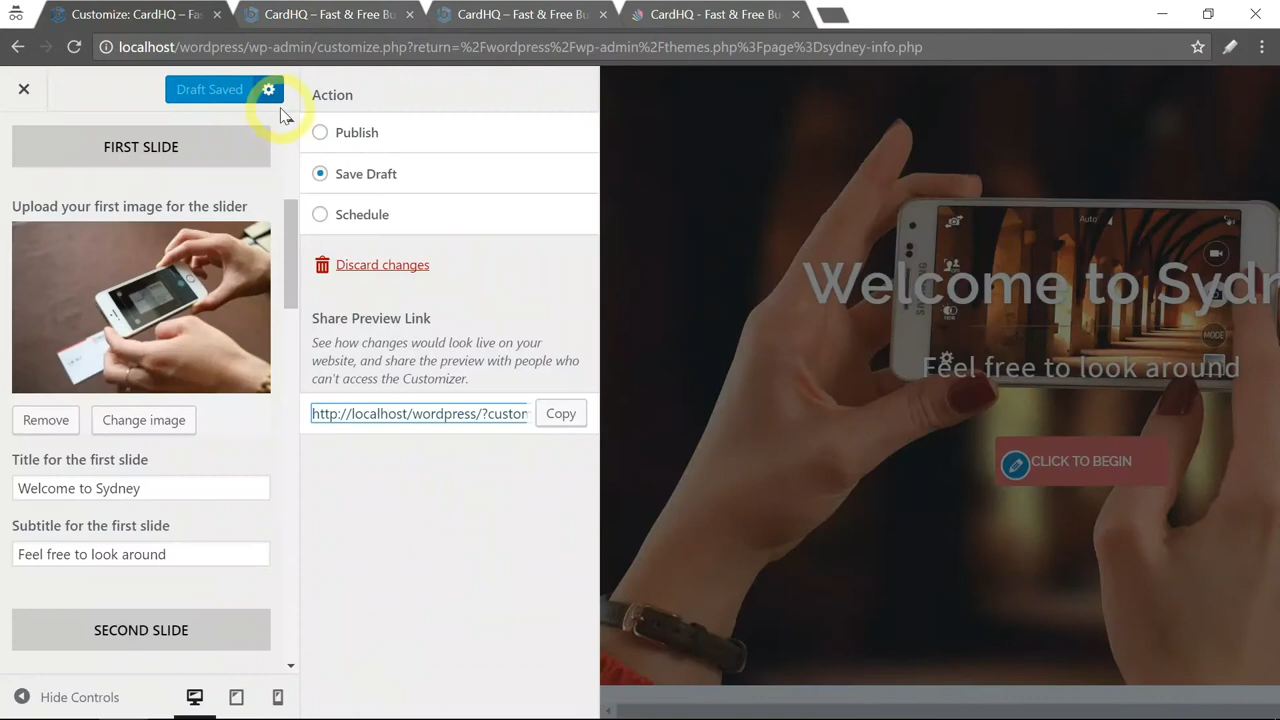 Customize: CardHQ – Fas
CardHQ – Fast & Free Bu
CardHQ – Fast & Free Bu
CardHQ - Fast & Free Bu
localhost/wordpress/wp-admin/customize.php?return=%2Fwordpress%2Fwp-admin%2Fthemes.php%3Fpage%3Dsydney-info.php
Draft Saved
FIRST SLIDE
Upload your first image for the slider
Remove
Change image
Title for the first slide
Welcome to Sydney
Subtitle for the first slide
Feel free to look around
SECOND SLIDE
Hide Controls
Action
Publish
Save Draft
Schedule
Discard changes
Share Preview Link
See how changes would look live on your
website, and share the preview with people who
can't access the Customizer.
http://localhost/wordpress/?custon
Copy
Auto
MODE
Welcome to Sydn
Feel free to look around
CLICK TO BEGIN